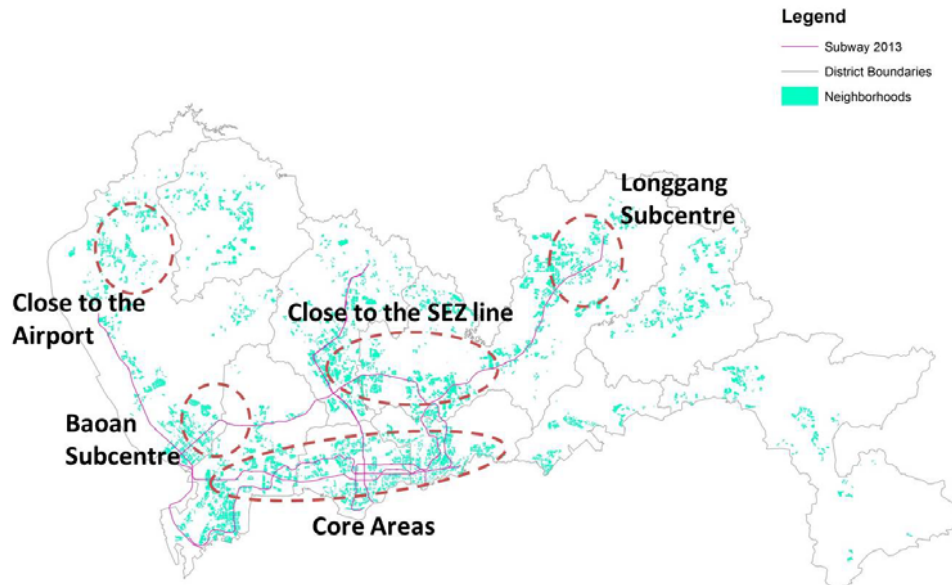 Legend
Subway 2013
District Boundaries
Neighborhoods
Longgang
Subcentre
Close to the
Airport
Close to the SEZ line
Baoan
Subcentre
Core Areas